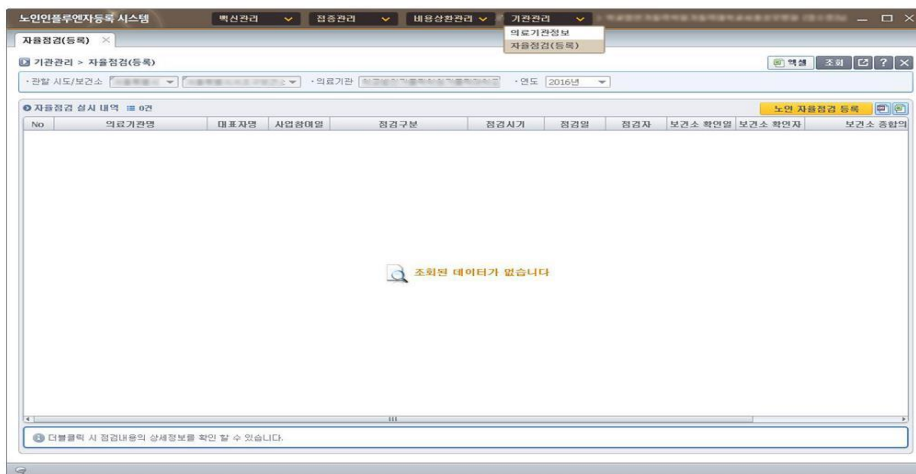 노인인플루엔자등록 시스템 백신관리 접종관리 비용상환관리 기관관리
의료기관정보
자율점검(등록)
자율점검(등록)
기관관리 > 자율점검(등록) 엑셀 조회 ?
·관할 시도/보건소 ·의료기관 ·연도 2016년
자율점검 실시 내역 0건 노인 자율점검 등록
No 의료기관명 대표자명 사업참여일 점검구분 점검시기 점검일 점검자 보건소 확인일 보건소 확인자 보건소 종합의
조회된 데이터가 없습니다
더블클릭 시 점검내용의 상세정보를 확인 할 수 있습니다.